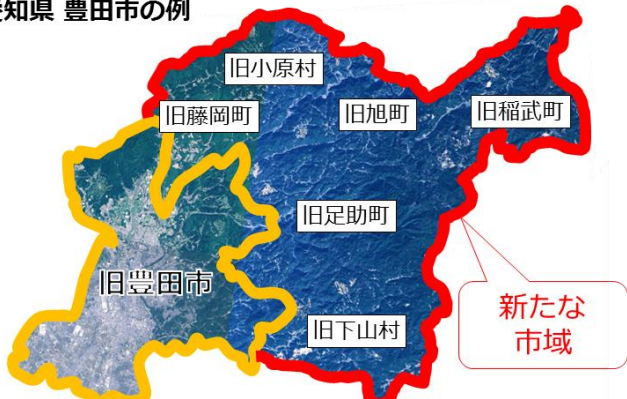 愛知県 豊田市の例
旧小原村
旧藤岡町
旧旭町
旧稲武町
旧足助町
旧豊田市
旧下山村
新たな
市域